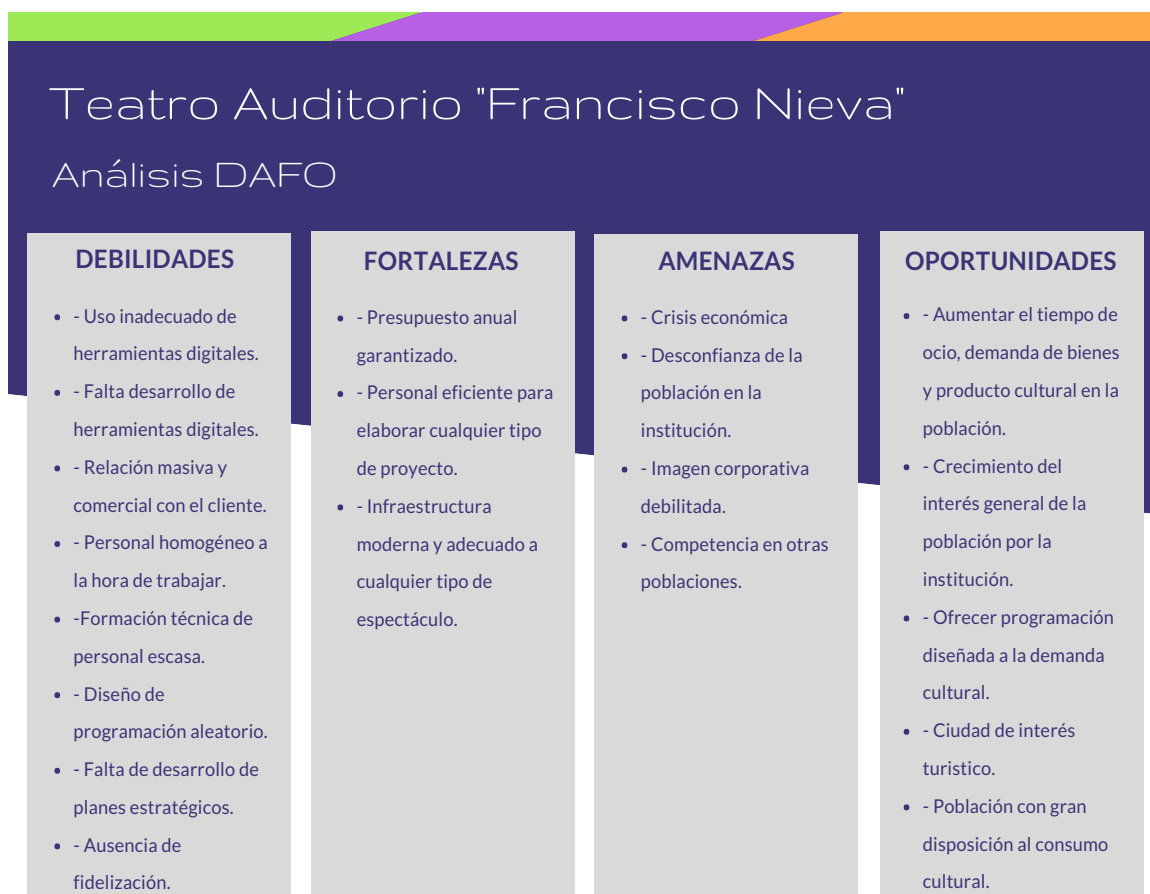 Teatro Auditorio "Francisco Nieva"
Análisis DAFO
DEBILIDADES
• - Uso inadecuado de
herramientas digitales.
• - Falta desarrollo de
herramientas digitales.
• - Relación masiva y
comercial con el cliente.
• - Personal homogéneo a
la hora de trabajar.
• -Formación técnica de
personal escasa.
• - Diseño de
programación aleatorio.
• - Falta de desarrollo de
planes estratégicos.
• - Ausencia de
fidelización.
FORTALEZAS
• - Presupuesto anual
garantizado.
• - Personal eficiente para
elaborar cualquier tipo
de proyecto.
• - Infraestructura
moderna y adecuado a
cualquier tipo de
espectáculo.
AMENAZAS
• - Crisis económica
• - Desconfianza de la
población en la
institución.
• - Imagen corporativa
debilitada.
• - Competencia en otras
poblaciones.
OPORTUNIDADES
• - Aumentar el tiempo de
ocio, demanda de bienes
y producto cultural en la
población.
• - Crecimiento del
interés general de la
población por la
institución.
• - Ofrecer programación
diseñada a la demanda
cultural.
• - Ciudad de interés
turistico.
• - Población con gran
disposición al consumo
cultural.